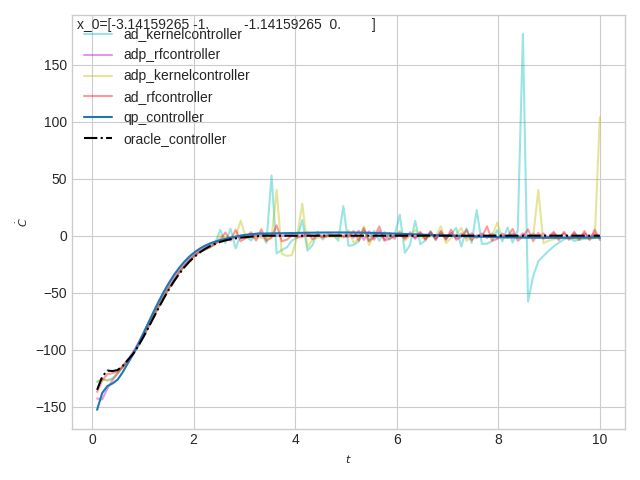 x_0=[-3.14159265 -1. -1.14159265 0. ]
ad_kernelcontroller
adp_rfcontroller
adp_kernelcontroller
ad_rfcontroller
qp_controller
oracle_controller
150
100
50
0
−50
−100
−150
Ċ
0 2 4 6 8 10
t